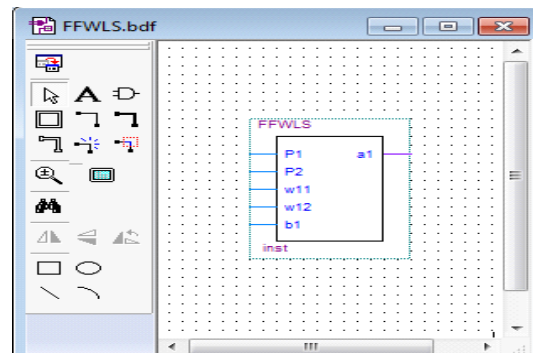 FFWLS.bdf
A
FFWLS
P1 a1
P2
w11
w12
b1
inst